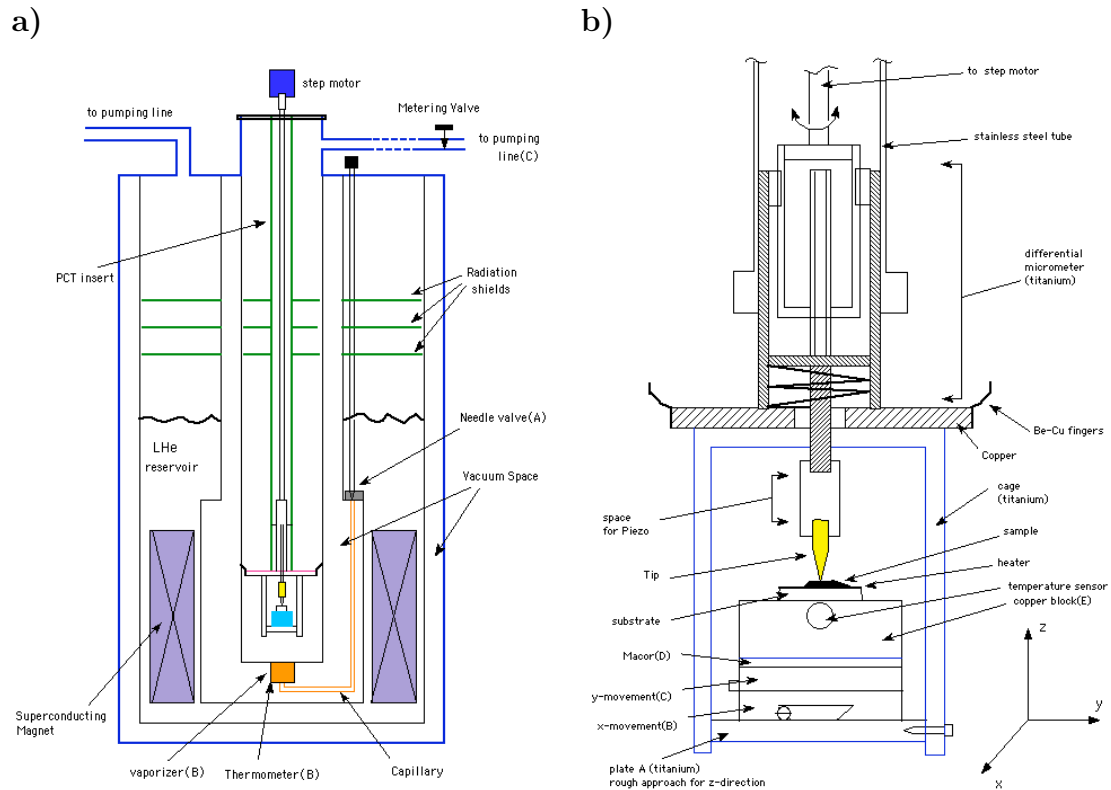 a)
step motor
to pumping line
Metering Valve
to pumping
line(C)
PCT insert
Radiation
shields
LHe
reservoir
Needle valve(A)
Vacuum Space
Superconducting
Magnet
vaporizer(B)
Thermometer(B)
Capillary
b)
to step motor
stainless steel tube
differential
micrometer
(titanium)
Be-Cu fingers
Copper
cage
(titanium)
space
for Piezo
sample
Tip
heater
temperature sensor
copper block(E)
substrate
Macor(D)
y-movement(C)
x-movement(B)
plate A (titanium)
rough approach for z-direction
z
y
x